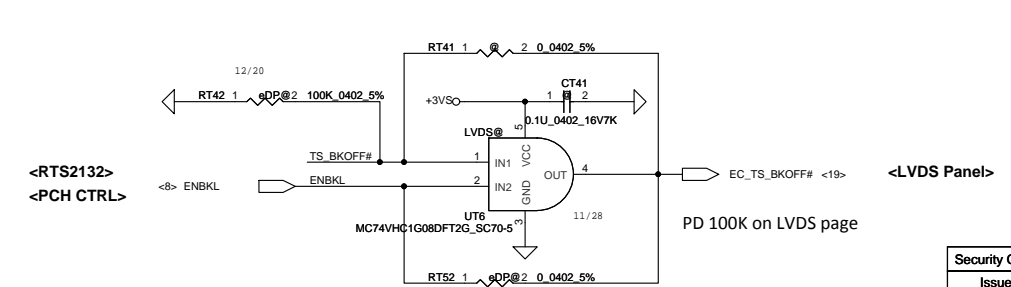 RT41 1 @ 2 0_0402_5%
12/20
RT42 1 eDP@2 100K_0402_5%
CT41
+3VS 1 @ 2
0.1U_0402_16V7K
LVDS@
5
TS_BKOFF# 1 IN1 VCC
<RTS2132>
<PCH CTRL>
<8> ENBKL ENBKL 2 IN2 GND OUT 4 EC_TS_BKOFF# <19> <LVDS Panel>
UT6 3 11/28
MC74VHC1G08DFT2G_SC70-5
PD 100K on LVDS page
RT52 1 eDP@2 0_0402_5%
Security C
Issue